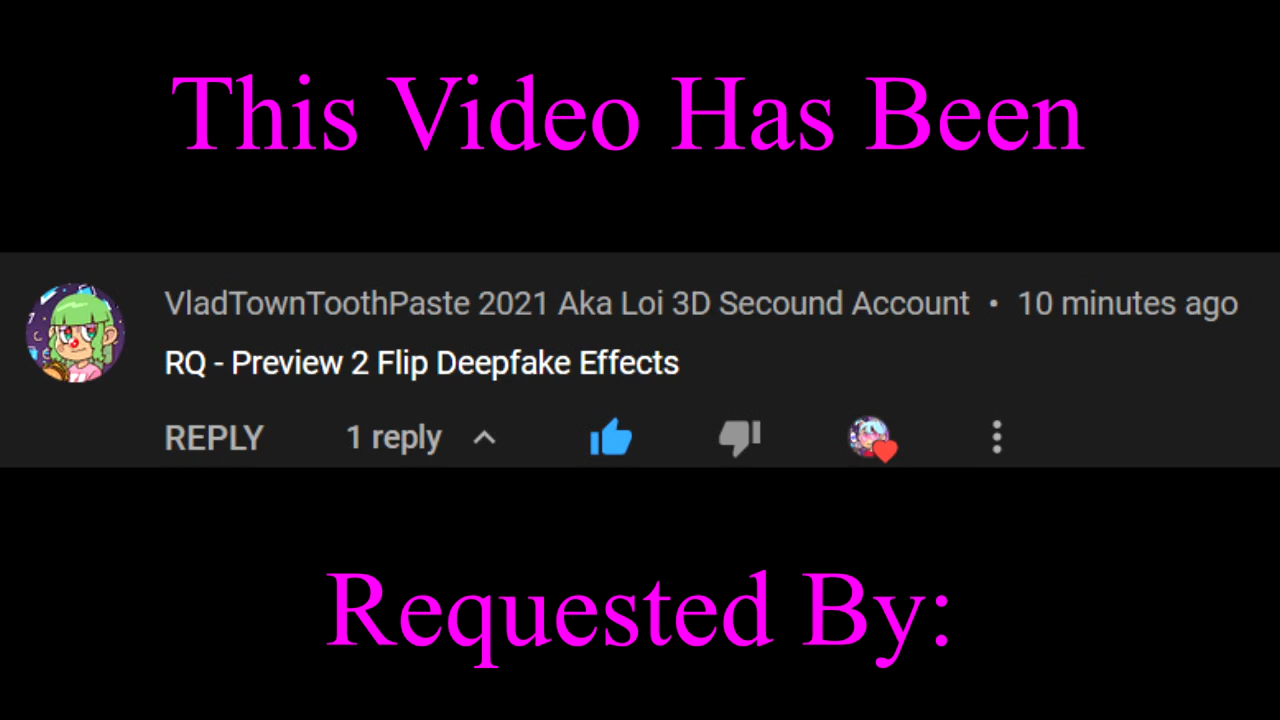 This Video Has Been
VladTownToothPaste 2021 Aka Loi 3D Secound Account • 10 minutes ago
RQ - Preview 2 Flip Deepfake Effects
REPLY 1 reply
Requested By: